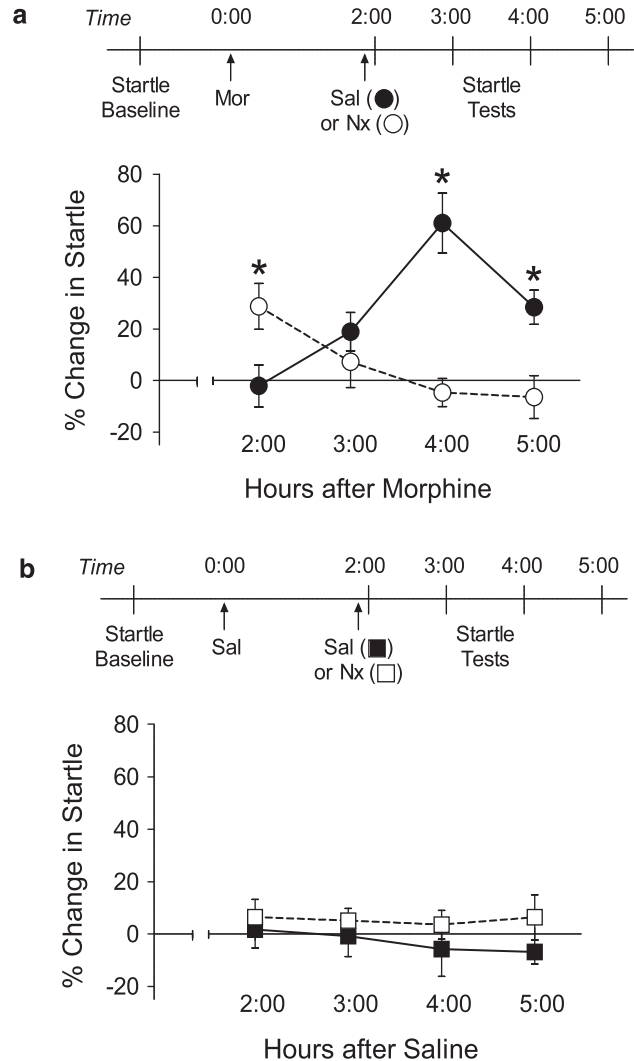 a
Time 0:00 2:00 3:00 4:00 5:00
Startle Baseline
Mor
Sal (●)
or Nx (○)
Startle Tests
% Change in Startle
80
60
40
20
0
-20
* * *
2:00 3:00 4:00 5:00
Hours after Morphine
b
Time 0:00 2:00 3:00 4:00 5:00
Startle Baseline
Sal
Sal (■)
or Nx (□)
Startle Tests
% Change in Startle
80
60
40
20
0
-20
2:00 3:00 4:00 5:00
Hours after Saline